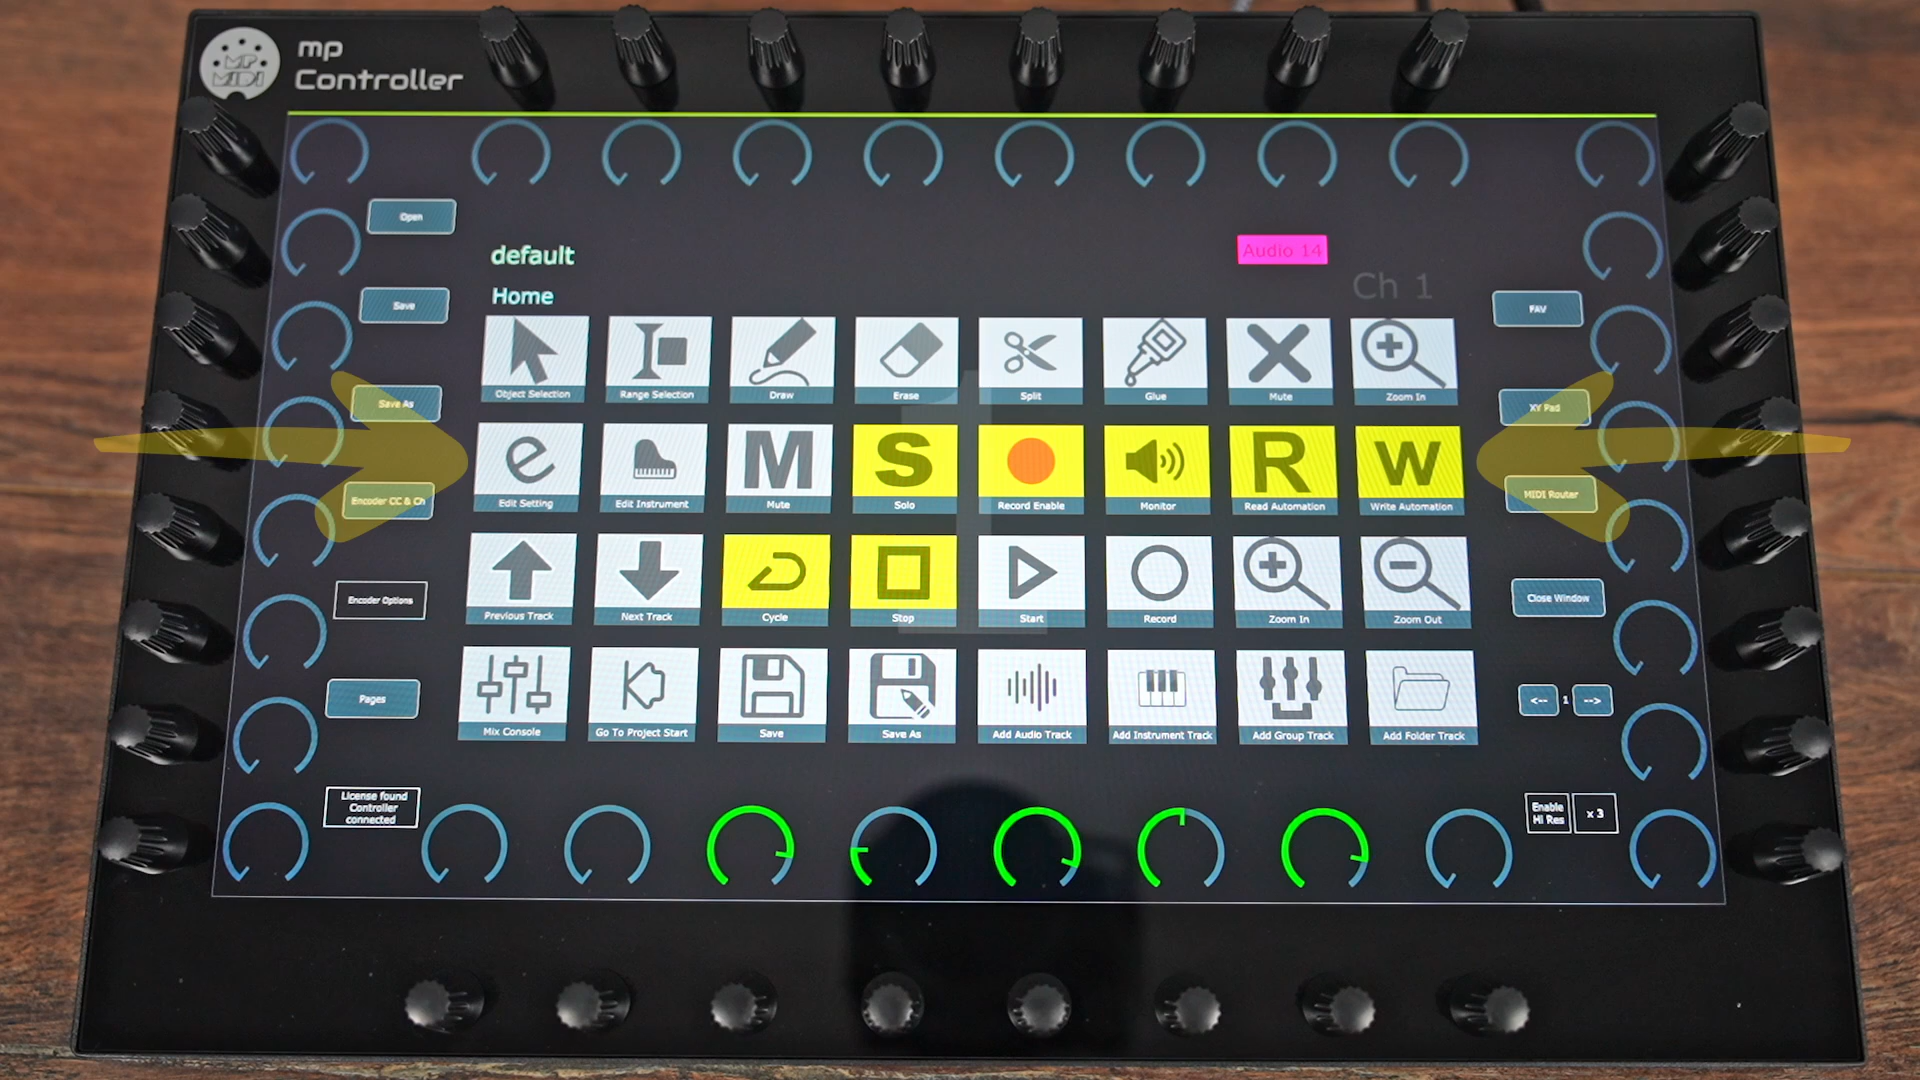 mp
Controller
MP
MIDI
Open
default
Audio 14
Save
Home
Ch 1
FAV
Object Selection
Range Selection
Draw
Erase
Split
Glue
Mute
Zoom In
Save As
XY Pad
e
M
S
R
W
Encoder CC & Ch
Edit Setting
Edit Instrument
Mute
Solo
Record Enable
Monitor
Read Automation
Write Automation
MIDI Router
1
Encoder Options
Previous Track
Next Track
Cycle
Stop
Start
Record
Zoom In
Zoom Out
Close Window
Pages
<-- 1 -->
Mix Console
Go To Project Start
Save
Save As
Add Audio Track
Add Instrument Track
Add Group Track
Add Folder Track
License found
Controller
connected
Enable
Hi Res
x 3